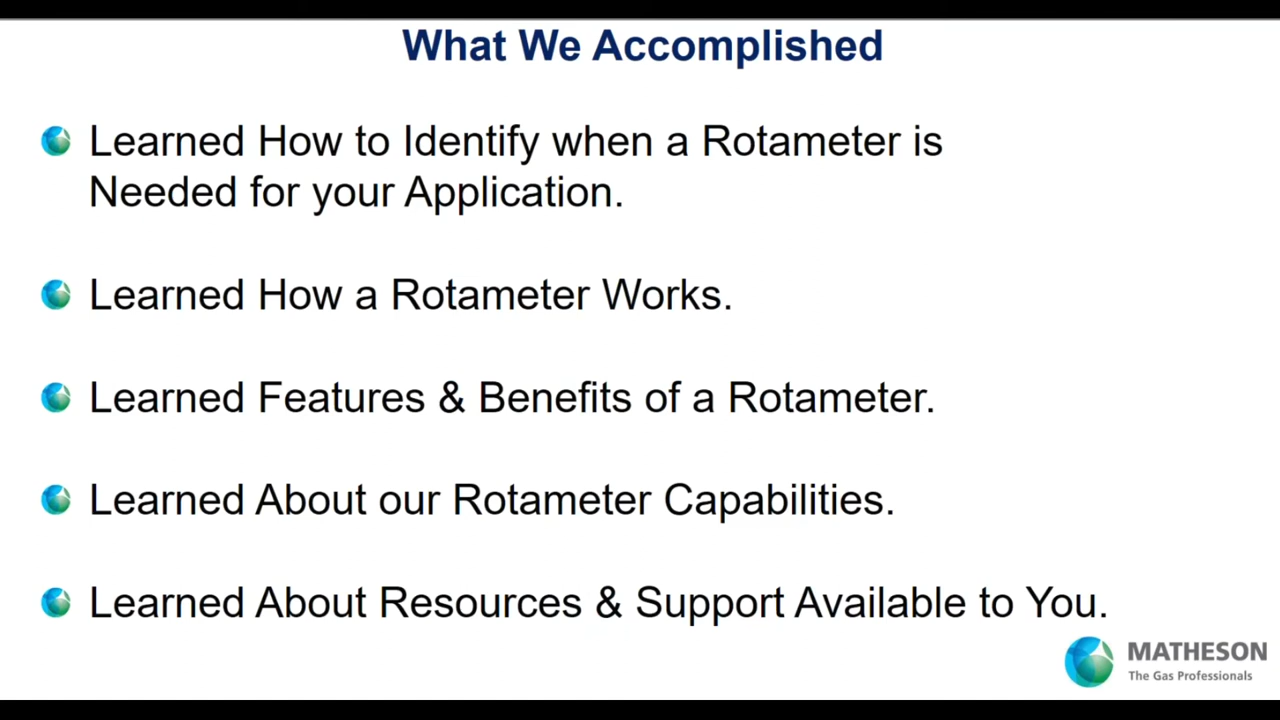 What We Accomplished
Learned How to Identify when a Rotameter is
Needed for your Application.
Learned How a Rotameter Works.
Learned Features & Benefits of a Rotameter.
Learned About our Rotameter Capabilities.
Learned About Resources & Support Available to You.
MATHESON
The Gas Professionals